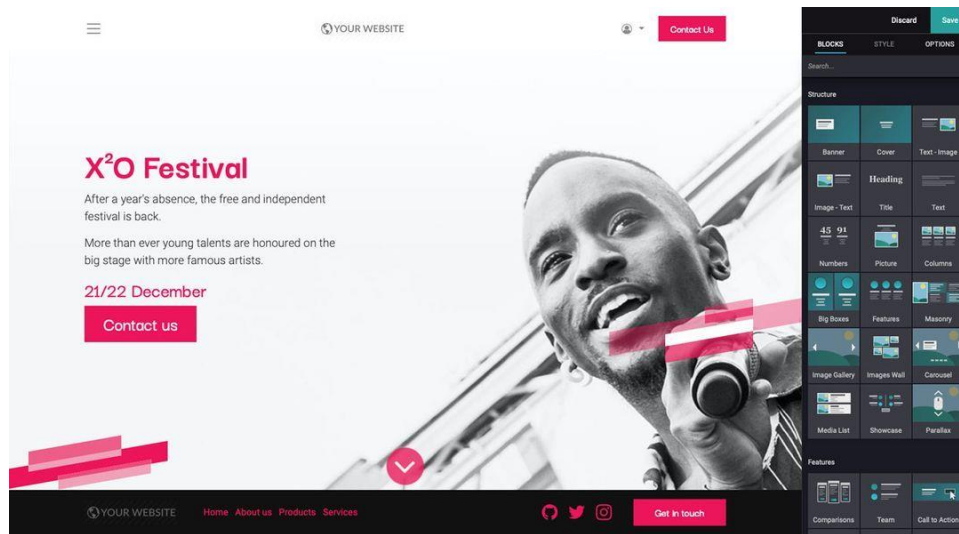 YOUR WEBSITE
Contact Us
X²O Festival
After a year's absence, the free and independent
festival is back.
More than ever young talents are honoured on the
big stage with more famous artists.
21/22 December
Contact us
YOUR WEBSITE
Home About us Products Services
Get in touch
Discard Save
BLOCKS STYLE OPTIONS
Search...
Structure
Banner Cover Text - Image
Heading
Image - Text Title Text
45 91
Numbers Picture Columns
Big Boxes Features Masonry
Image Gallery Images Wall Carousel
Media List Showcase Parallax
Features
Comparisons Team Call to Action